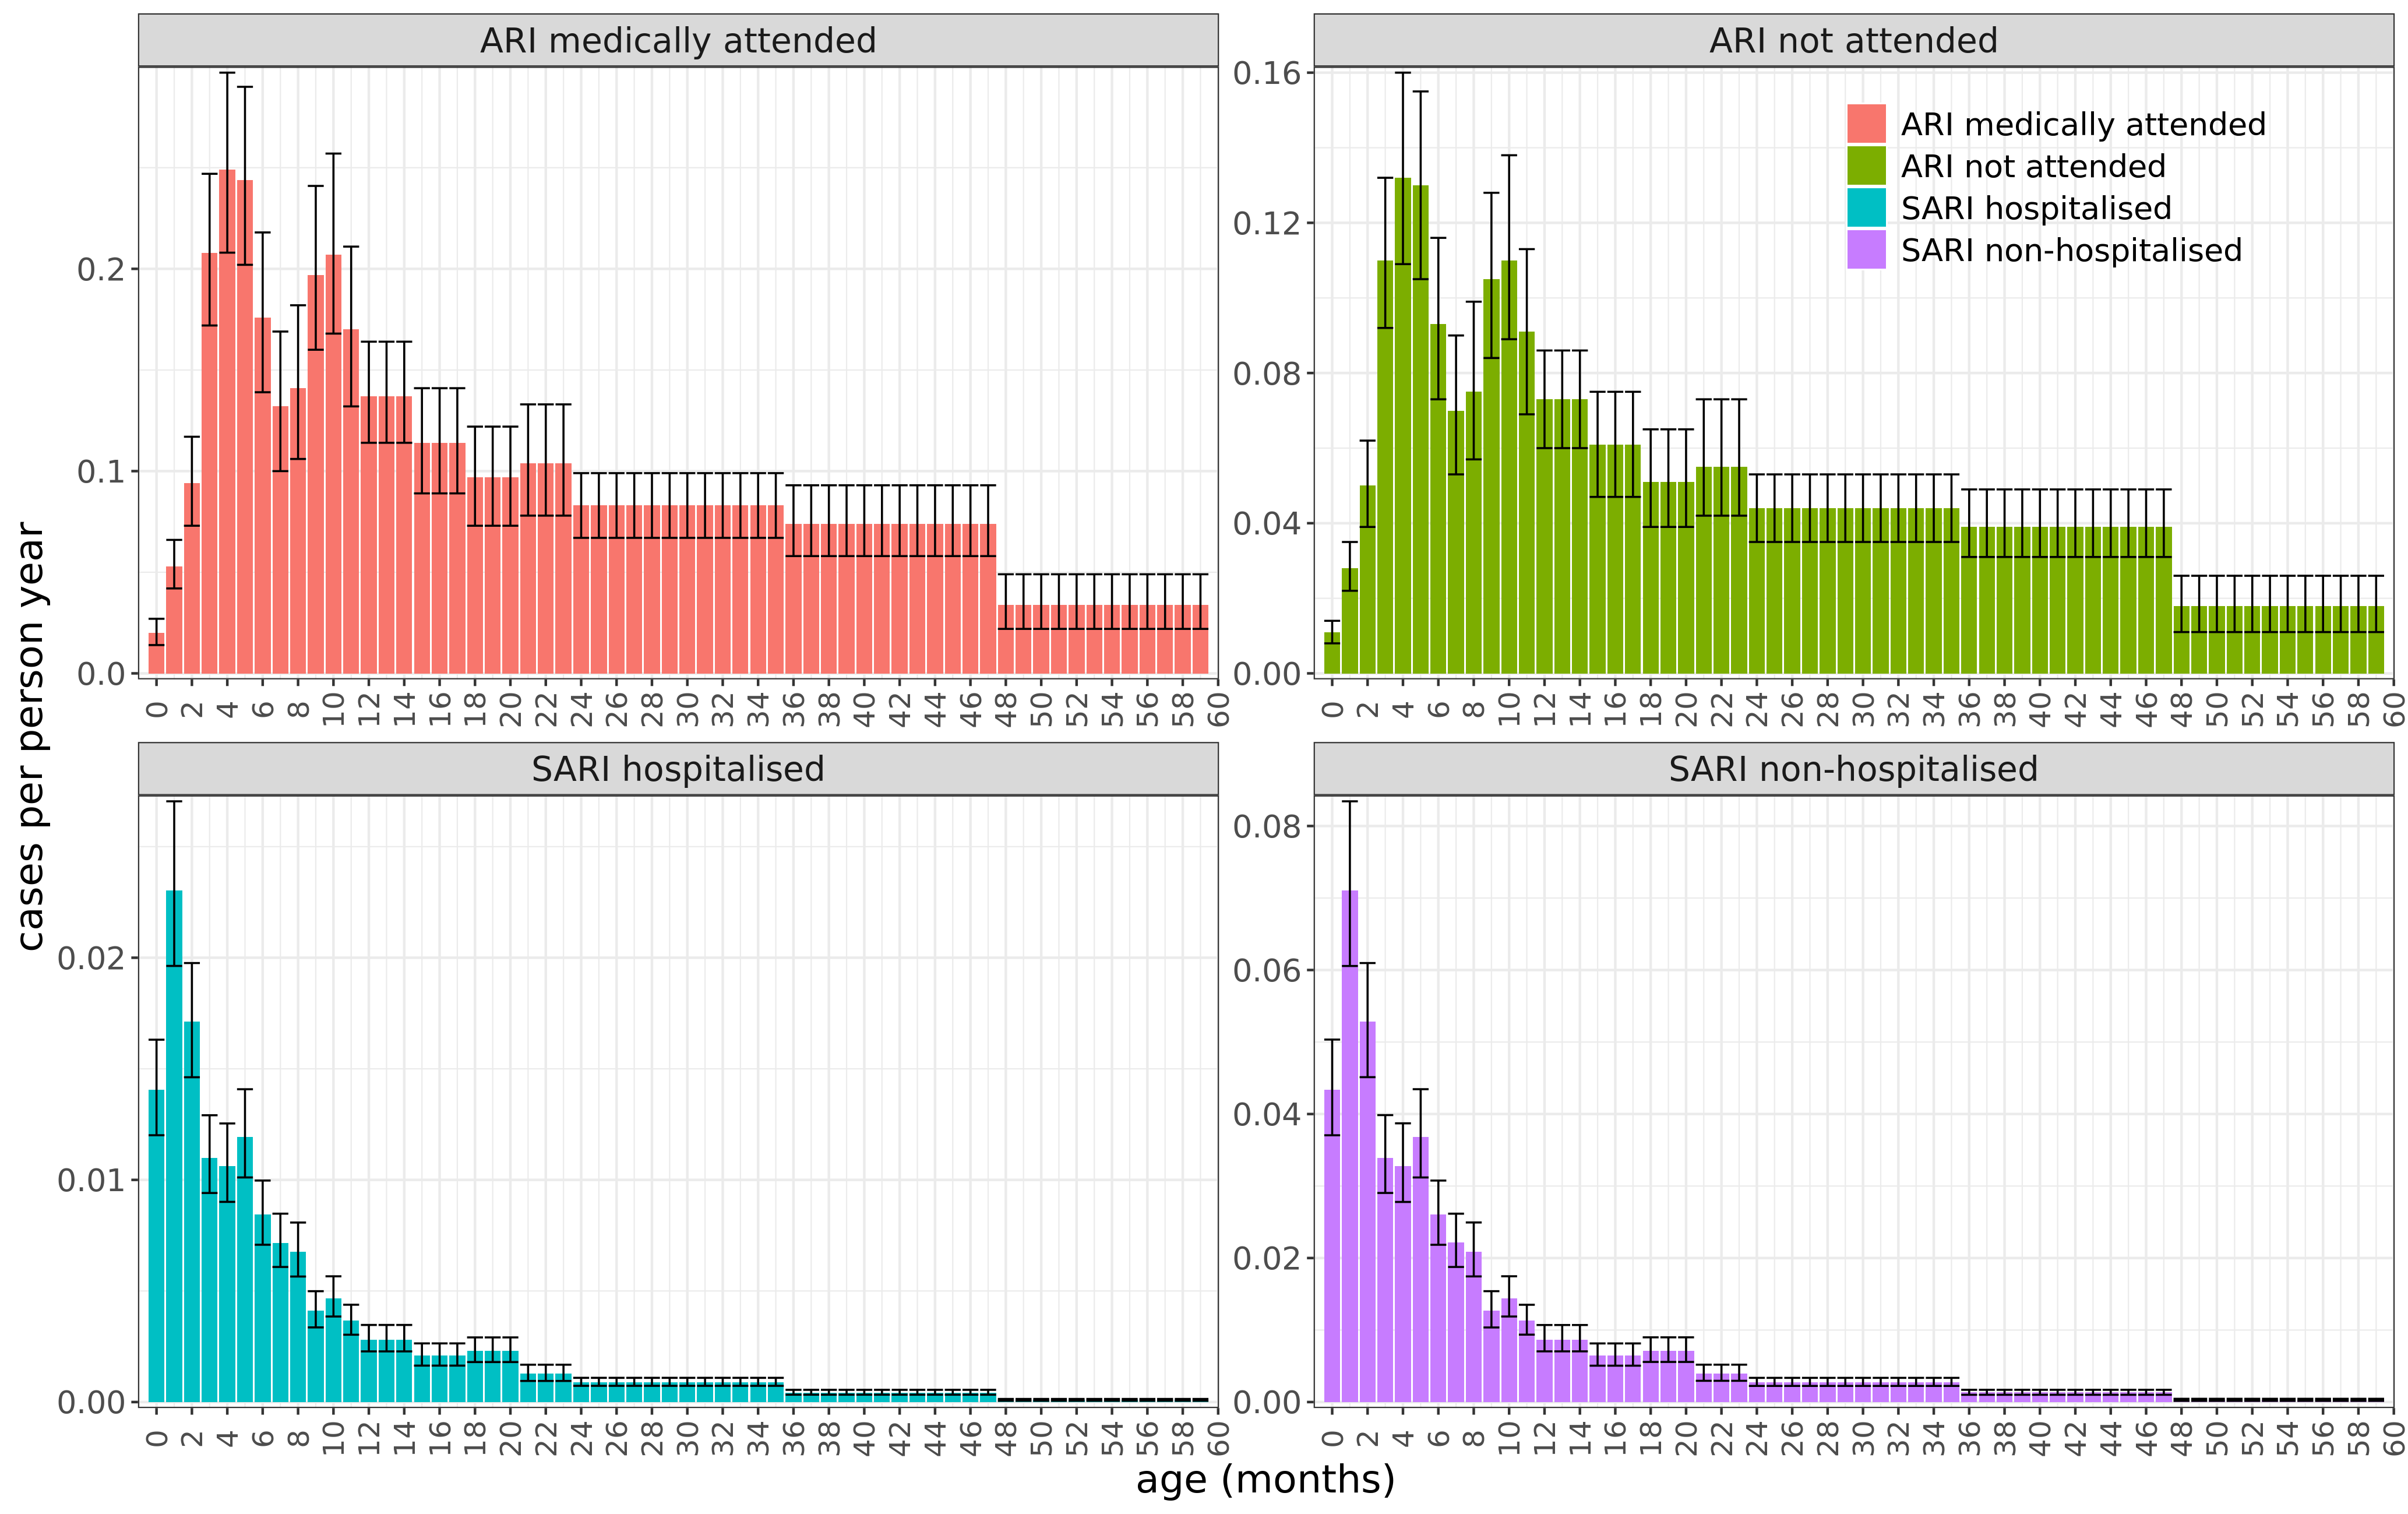 ARI medically attended
ARI not attended
0.2
0.1
0.0
0.16
0.12
0.08
0.04
0.00
ARI medically attended
ARI not attended
SARI hospitalised
SARI non-hospitalised
0 2 4 6 8 10 12 14 16 18 20 22 24 26 28 30 32 34 36 38 40 42 44 46 48 50 52 54 56 58 60
0 2 4 6 8 10 12 14 16 18 20 22 24 26 28 30 32 34 36 38 40 42 44 46 48 50 52 54 56 58 60
cases per person year
SARI hospitalised
SARI non-hospitalised
0.02
0.01
0.00
0.08
0.06
0.04
0.02
0.00
0 2 4 6 8 10 12 14 16 18 20 22 24 26 28 30 32 34 36 38 40 42 44 46 48 50 52 54 56 58 60
0 2 4 6 8 10 12 14 16 18 20 22 24 26 28 30 32 34 36 38 40 42 44 46 48 50 52 54 56 58 60
age (months)